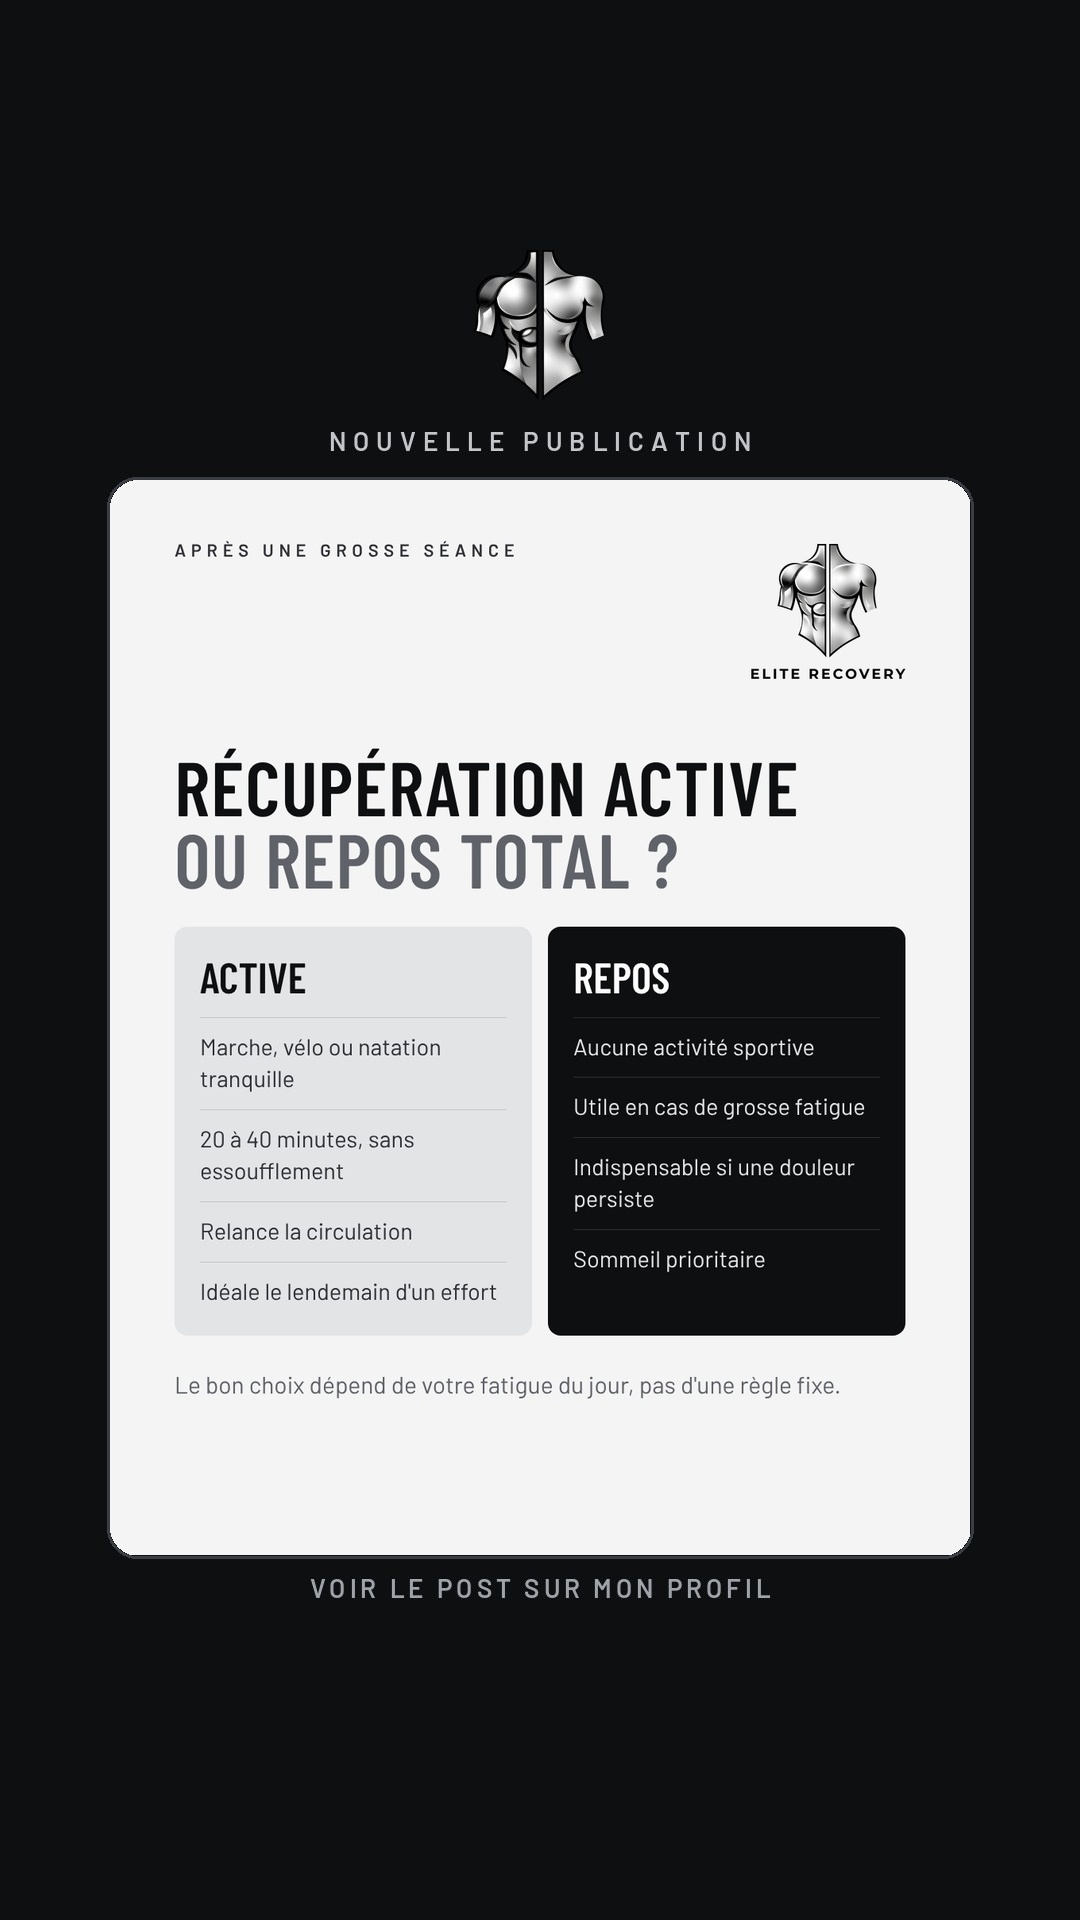 NOUVELLE PUBLICATION
APRÈS UNE GROSSE SÉANCE
ELITE RECOVERY
RÉCUPÉRATION ACTIVE
OU REPOS TOTAL ?
ACTIVE
Marche, vélo ou natation
tranquille
20 à 40 minutes, sans
essoufflement
Relance la circulation
Idéale le lendemain d'un effort
REPOS
Aucune activité sportive
Utile en cas de grosse fatigue
Indispensable si une douleur
persiste
Sommeil prioritaire
Le bon choix dépend de votre fatigue du jour, pas d'une règle fixe.
VOIR LE POST SUR MON PROFIL